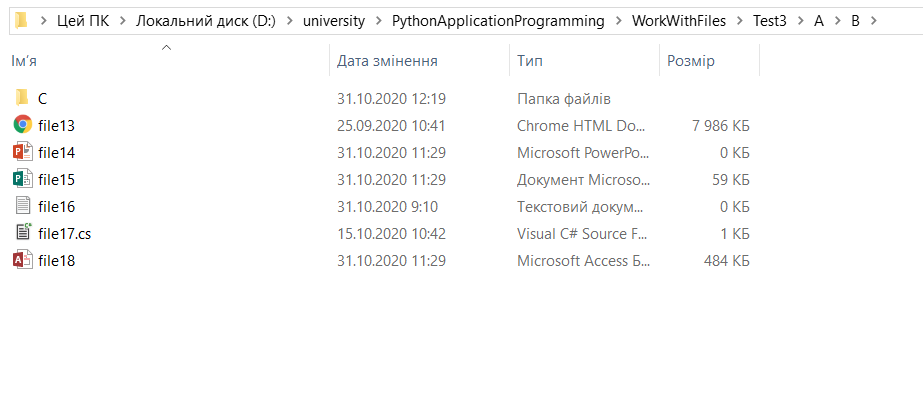 Цей ПК > Локальний диск (D:) > university > PythonApplicationProgramming > WorkWithFiles > Test3 > A > B >
Ім’я Дата змінення Тип Розмір
C 31.10.2020 12:19 Папка файлів
file13 25.09.2020 10:41 Chrome HTML Do... 7 986 КБ
file14 31.10.2020 11:29 Microsoft PowerPo... 0 КБ
file15 31.10.2020 11:29 Документ Microso... 59 КБ
file16 31.10.2020 9:10 Текстовий докум... 0 КБ
file17.cs 15.10.2020 10:42 Visual C# Source F... 1 КБ
file18 31.10.2020 11:29 Microsoft Access Б... 484 КБ